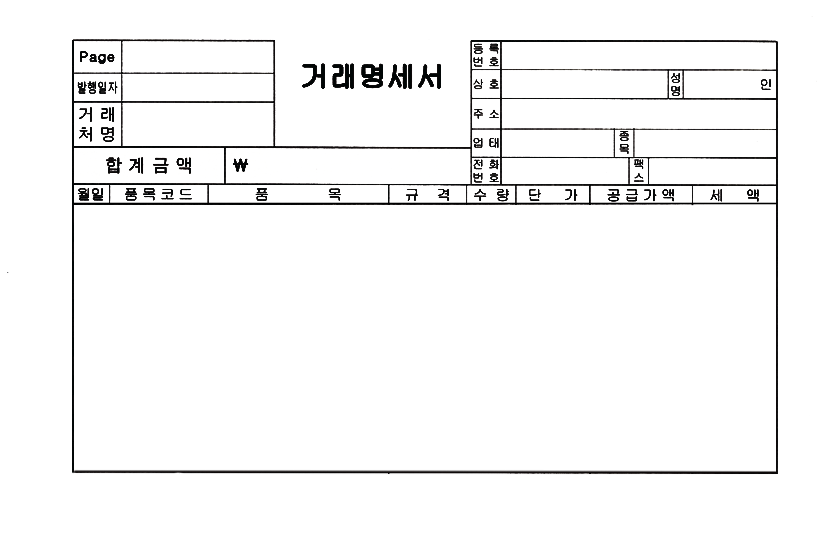 Page
발행일자
거 래
처 명
거래명세서
등 록
번 호
상 호
성
명
인
주 소
업 태
종
목
전 화
번 호
팩
스
합 계 금 액
₩
월일 품목코드 품 목 규 격 수 량 단 가 공급가액 세 액